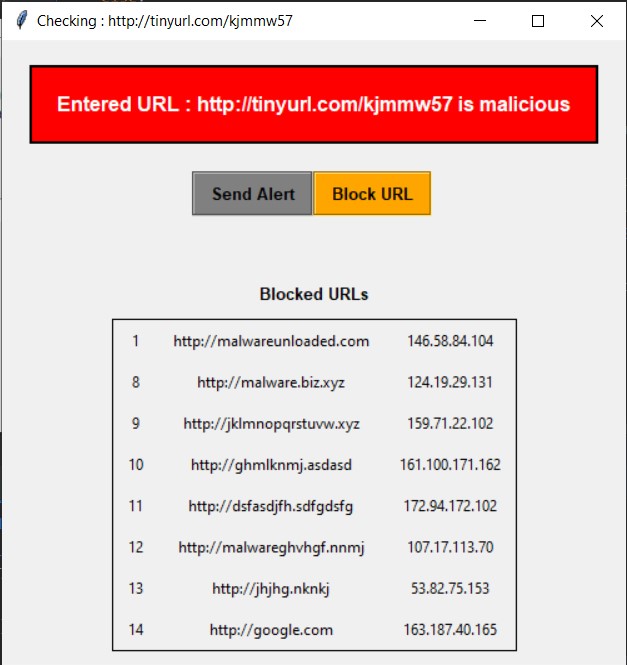 Checking : http://tinyurl.com/kjmmw57
Entered URL : http://tinyurl.com/kjmmw57 is malicious
Send Alert Block URL
Blocked URLs
1 http://malwareunloaded.com 146.58.84.104
8 http://malware.biz.xyz 124.19.29.131
9 http://jklmnopqrstuvw.xyz 159.71.22.102
10 http://ghmlknmj.asdasd 161.100.171.162
11 http://dsfasdjfh.sdfgdsfg 172.94.172.102
12 http://malwareghvhgf.nnmj 107.17.113.70
13 http://jhjhg.nknkj 53.82.75.153
14 http://google.com 163.187.40.165